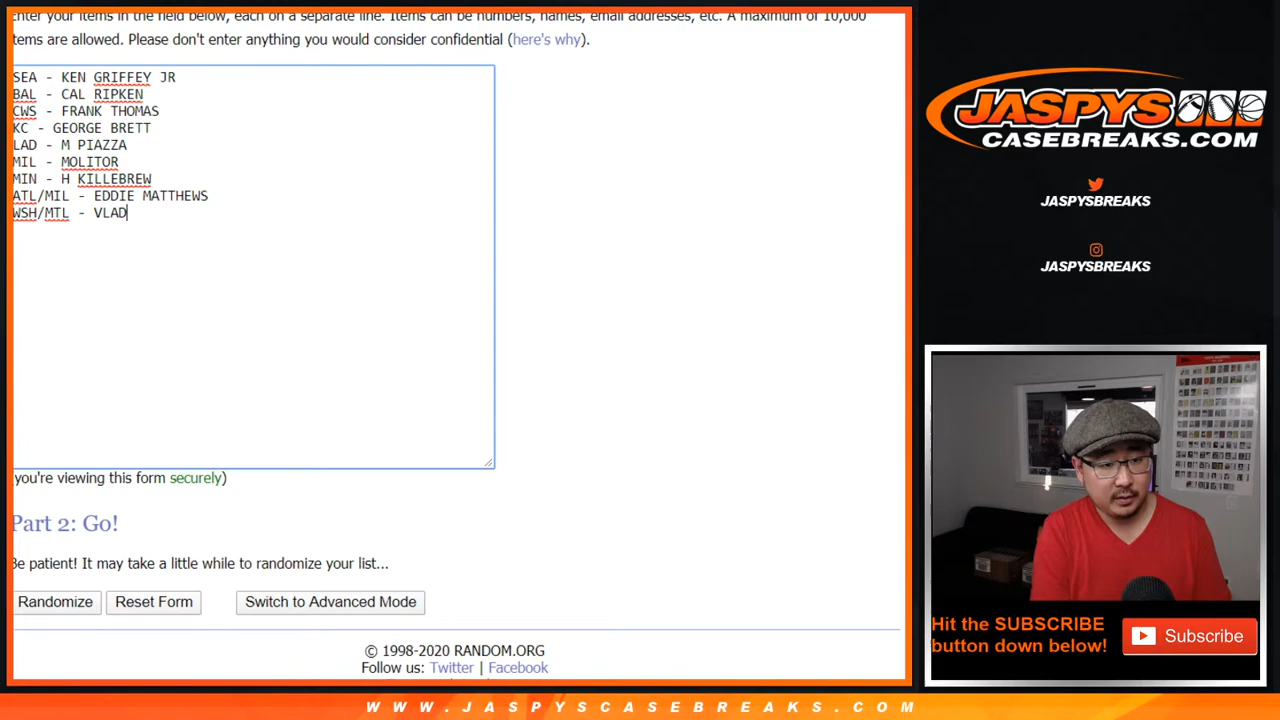 Enter your items in the field below, each on a separate line. Items can be numbers, names, email addresses, etc. A maximum of 10,000
items are allowed. Please don't enter anything you would consider confidential (here's why).
SEA - KEN GRIFFEY JR
BAL - CAL RIPKEN
CWS - FRANK THOMAS
KC - GEORGE BRETT
LAD - M PIAZZA
MIL - MOLITOR
MIN - H KILLEBREW
ATL/MIL - EDDIE MATTHEWS
WSH/MTL - VLAD
you're viewing this form securely)
Part 2: Go!
Be patient! It may take a little while to randomize your list...
Randomize
Reset Form
Switch to Advanced Mode
© 1998-2020 RANDOM.ORG
Follow us: Twitter | Facebook
JASPYS
CASEBREAKS.COM
JASPYSBREAKS
JASPYSBREAKS
Hit the SUBSCRIBE
button down below!
Subscribe
WWW.JASPYSCASEBREAKS.COM